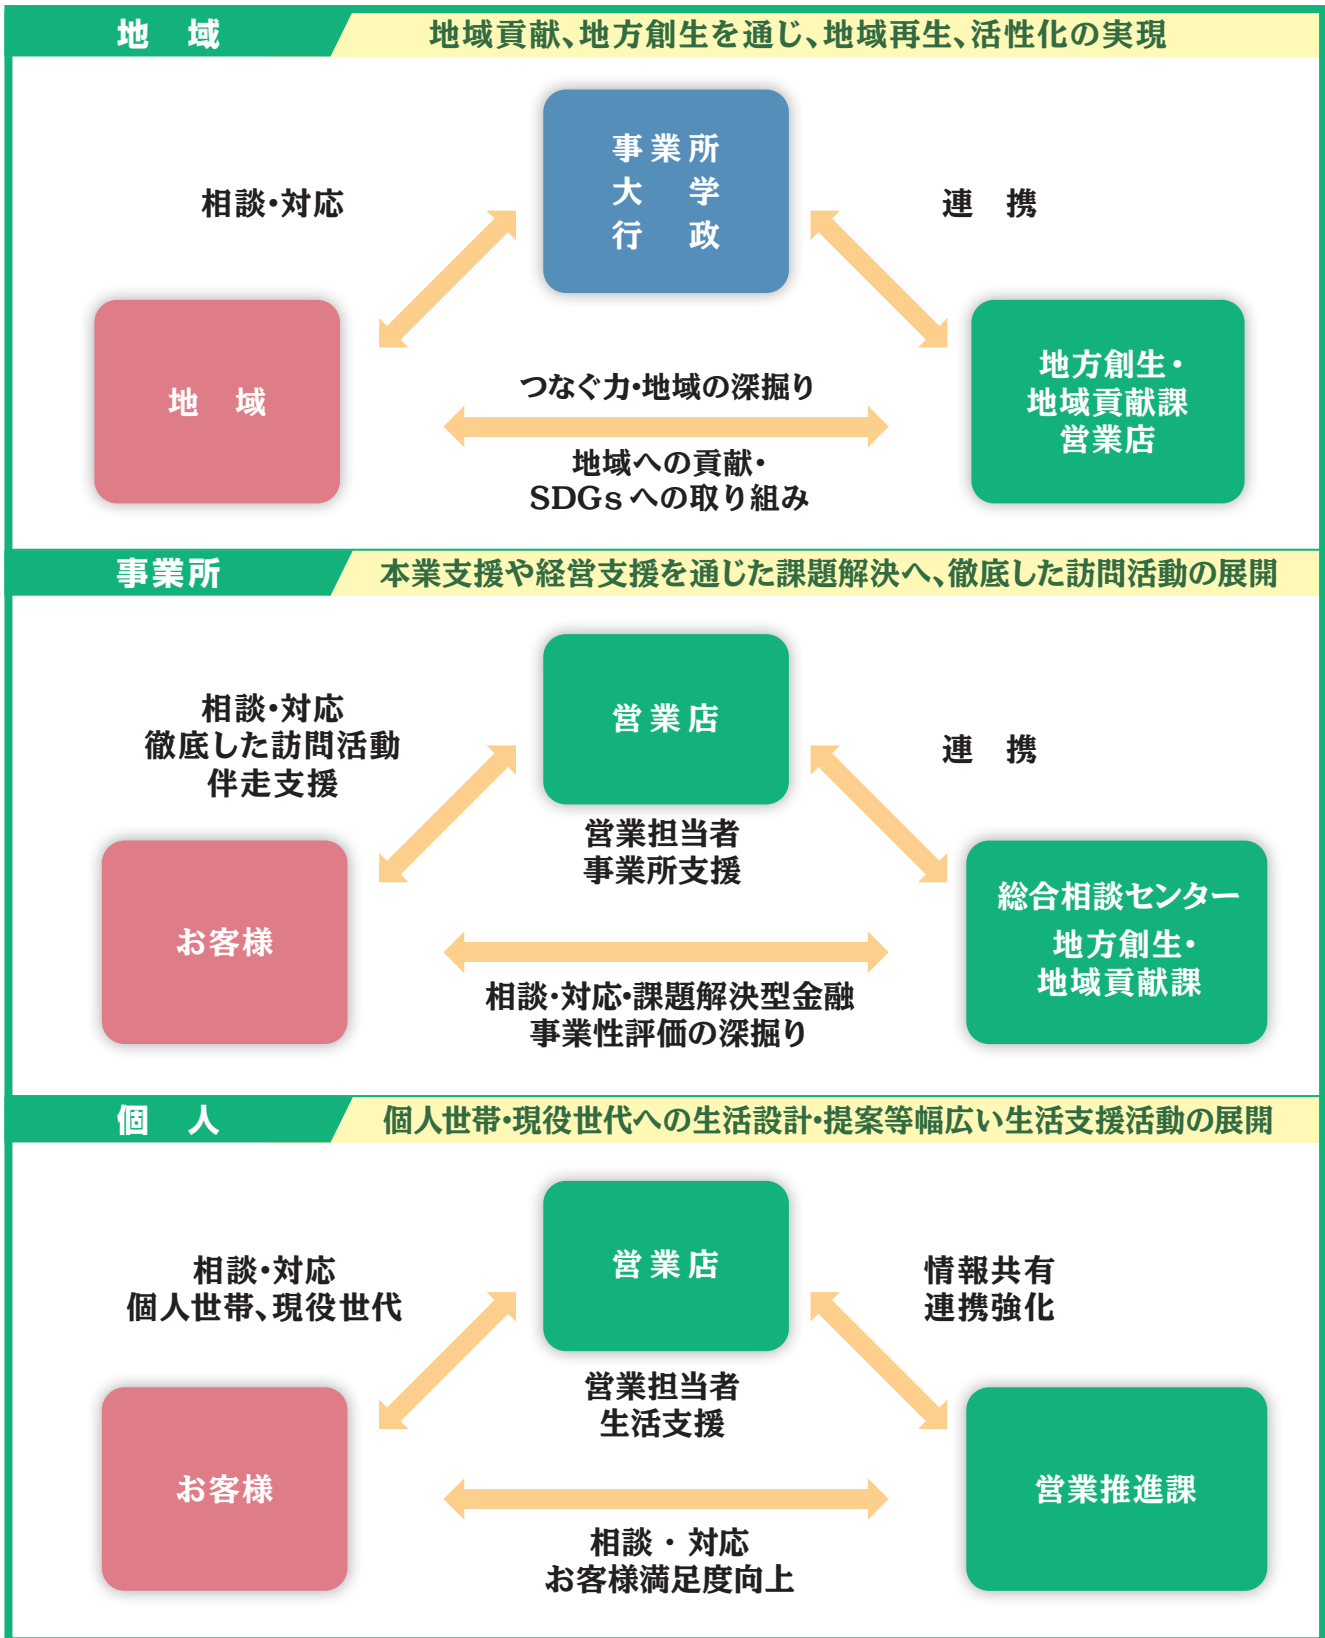 地 域
地域貢献、地方創生を通じ、地域再生、活性化の実現
事業所
大 学
行 政
相談・対応
連 携
地 域
つなぐ力・地域の深掘り
地域への貢献・
SDGsへの取り組み
地方創生・
地域貢献課
営業店
事業所
本業支援や経営支援を通じた課題解決へ、徹底した訪問活動の展開
営業店
相談・対応
徹底した訪問活動
伴走支援
連 携
営業担当者
事業所支援
お客様
総合相談センター
地方創生・
地域貢献課
相談・対応・課題解決型金融
事業性評価の深掘り
個 人
個人世帯・現役世代への生活設計・提案等幅広い生活支援活動の展開
営業店
相談・対応
個人世帯、現役世代
情報共有
連携強化
営業担当者
生活支援
お客様
営業推進課
相談・対応
お客様満足度向上